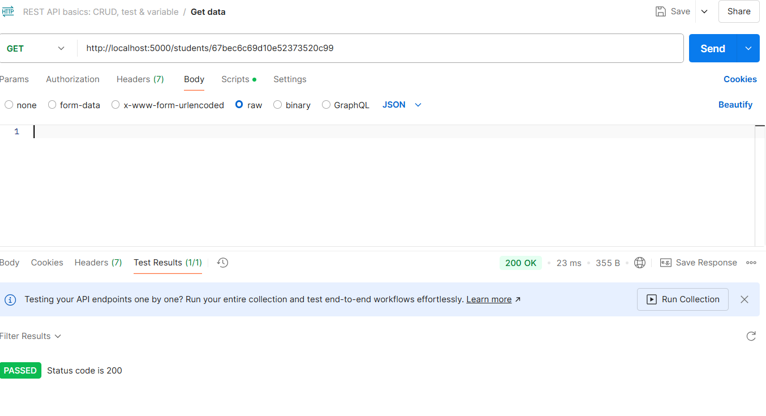 HTTP REST API basics: CRUD, test & variable / Get data Save Share
GET http://localhost:5000/students/67bec6c69d10e52373520c99 Send
Params Authorization Headers (7) Body Scripts Settings Cookies
none form-data x-www-form-urlencoded raw binary GraphQL JSON Beautify
1
Body Cookies Headers (7) Test Results (1/1) 200 OK 23 ms 355 B Save Response
Testing your API endpoints one by one? Run your entire collection and test end-to-end workflows effortlessly. Learn more Run Collection
Filter Results
PASSED Status code is 200